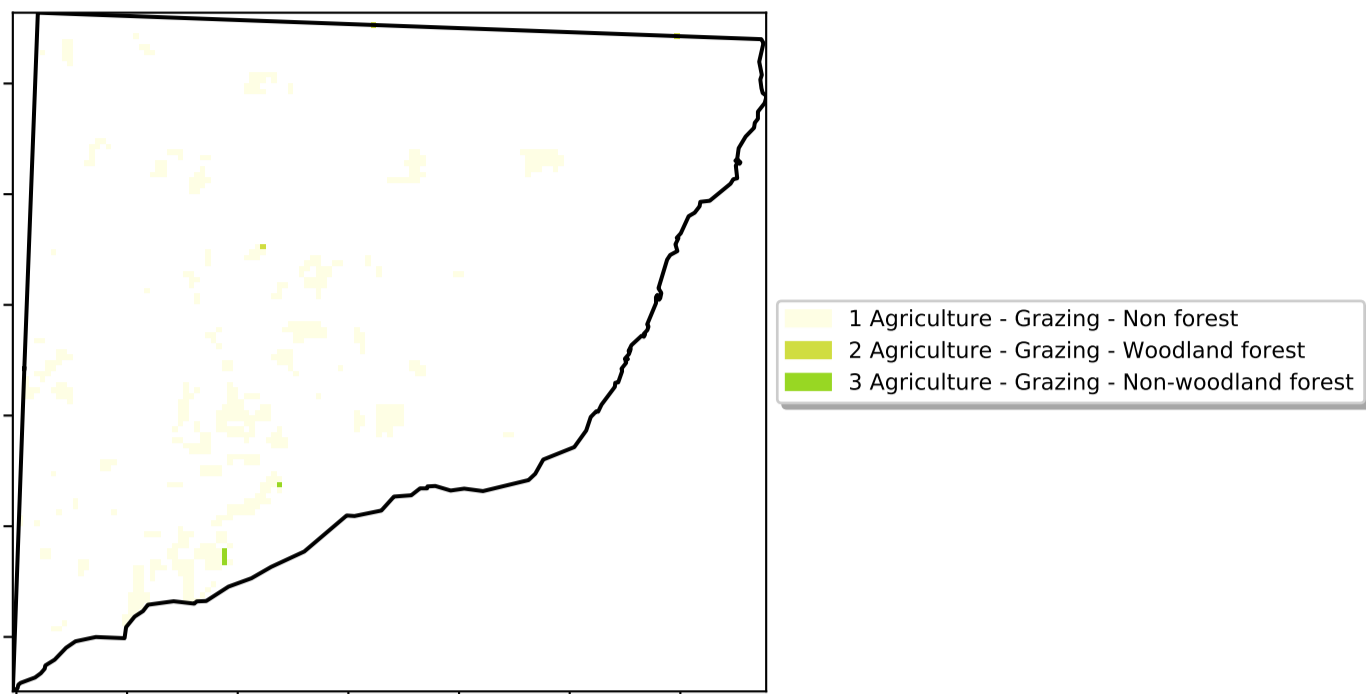 1 Agriculture - Grazing - Non forest
2 Agriculture - Grazing - Woodland forest
3 Agriculture - Grazing - Non-woodland forest